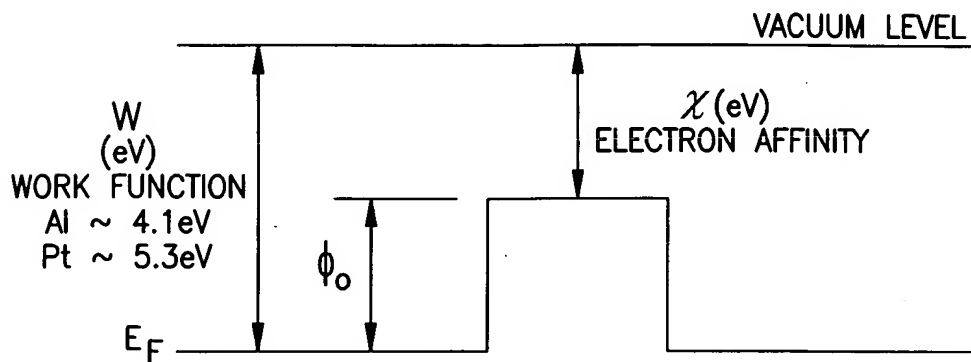 VACUUM LEVEL
W
(eV)
WORK FUNCTION
Al ~ 4.1eV
Pt ~ 5.3eV
χ(eV)
ELECTRON AFFINITY
ϕo
EF